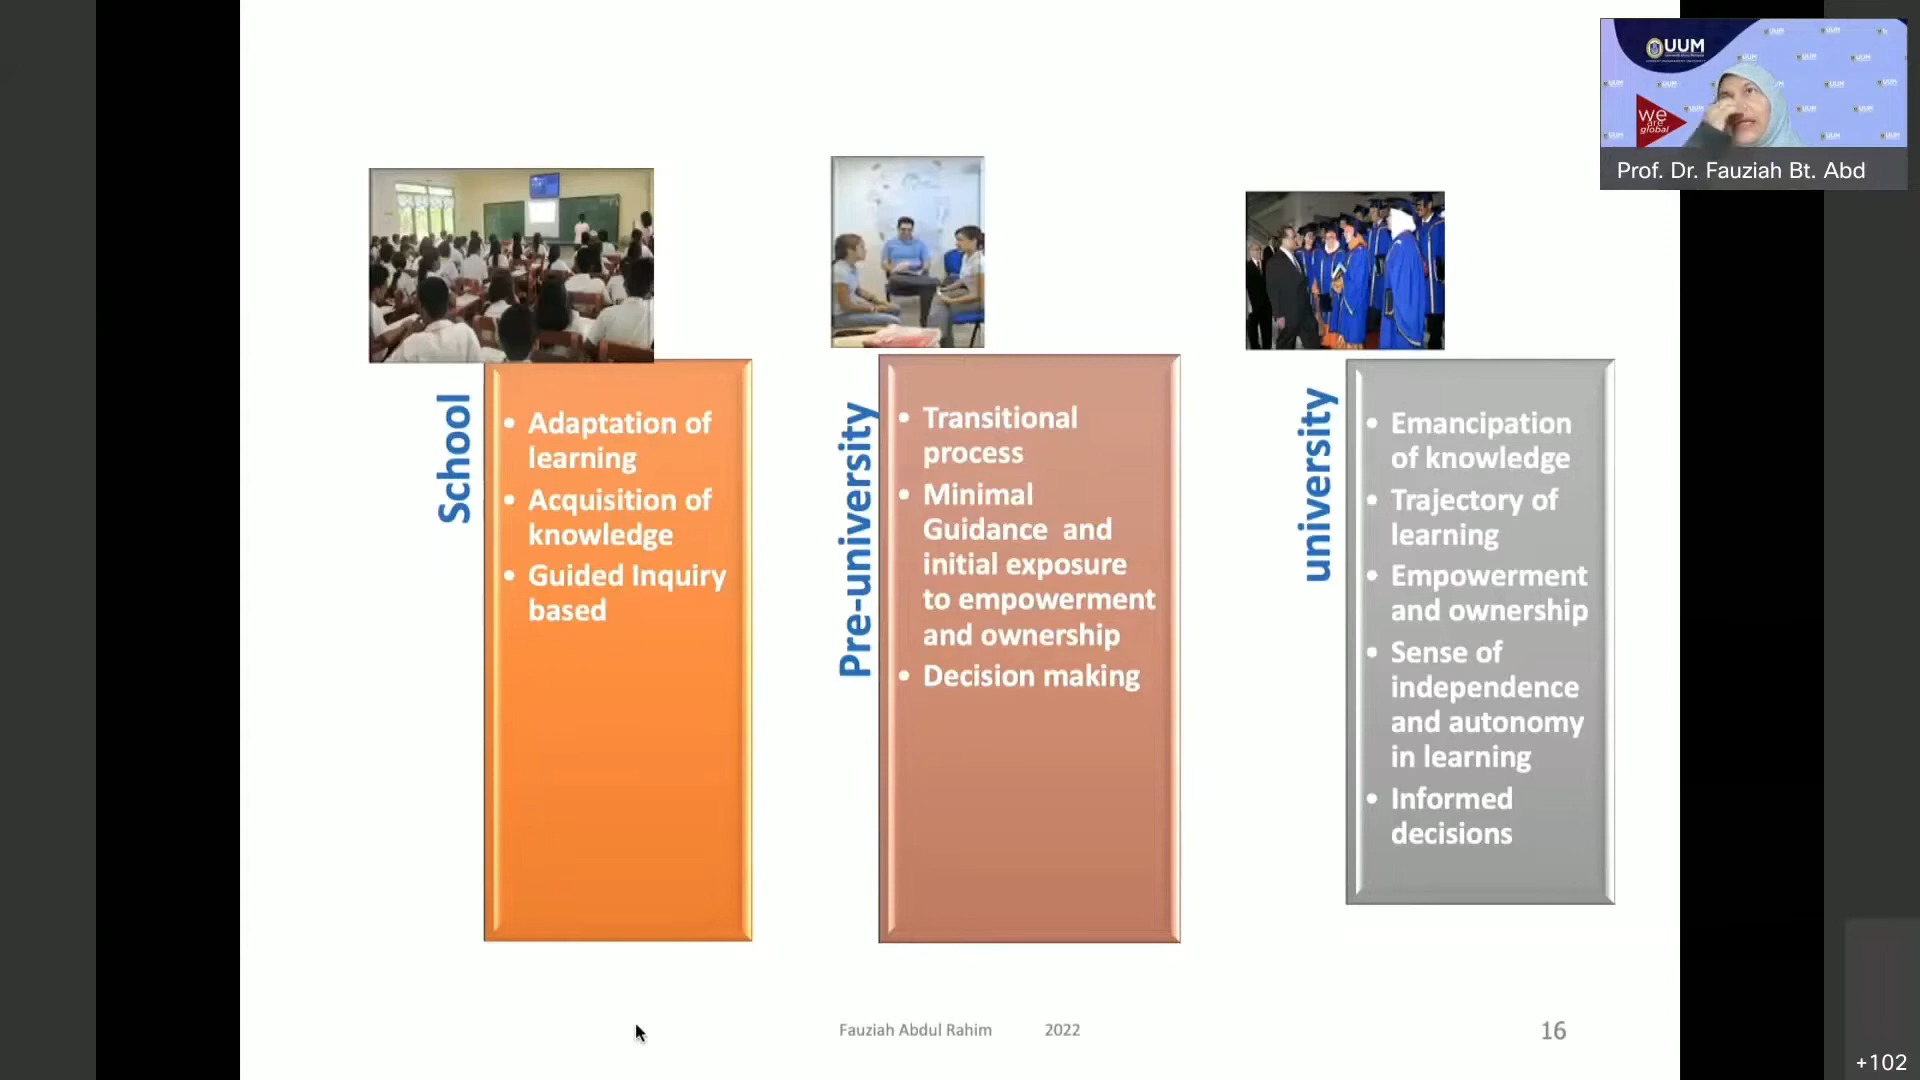 UUM
we
are
global
Prof. Dr. Fauziah Bt. Abd
School
• Adaptation of
learning
• Acquisition of
knowledge
• Guided Inquiry
based
Pre-university
• Transitional
process
• Minimal
Guidance and
initial exposure
to empowerment
and ownership
• Decision making
university
• Emancipation
of knowledge
• Trajectory of
learning
• Empowerment
and ownership
• Sense of
independence
and autonomy
in learning
• Informed
decisions
Fauziah Abdul Rahim 2022 16
+102